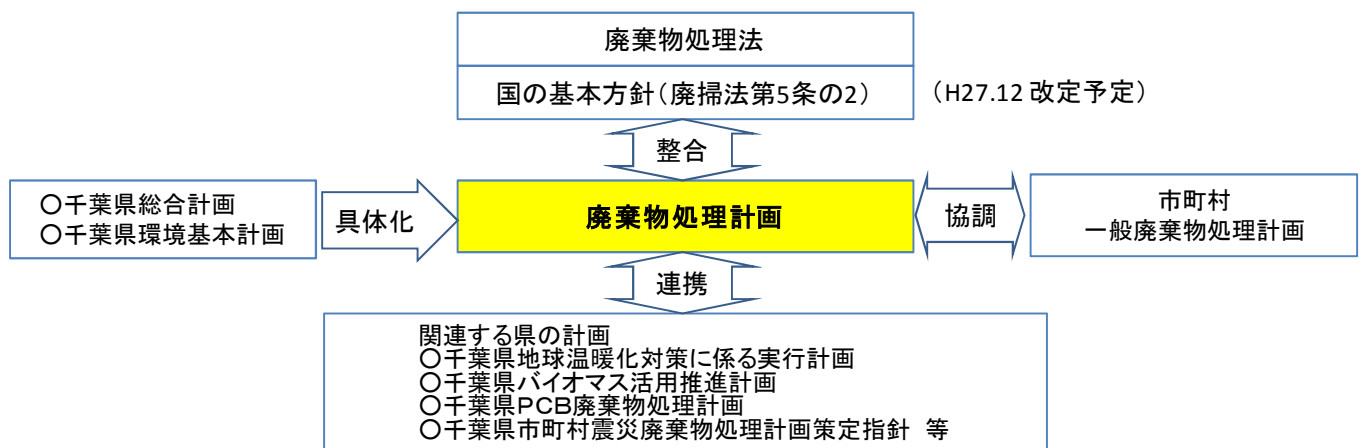 廃棄物処理法
国の基本方針（廃掃法第5条の2）
（H27.12 改定予定）
整合
〇千葉県総合計画
〇千葉県環境基本計画
具体化
廃棄物処理計画
協調
市町村
一般廃棄物処理計画
連携
関連する県の計画
〇千葉県地球温暖化対策に係る実行計画
〇千葉県バイオマス活用推進計画
〇千葉県ＰＣＢ廃棄物処理計画
〇千葉県市町村震災廃棄物処理計画策定指針　等